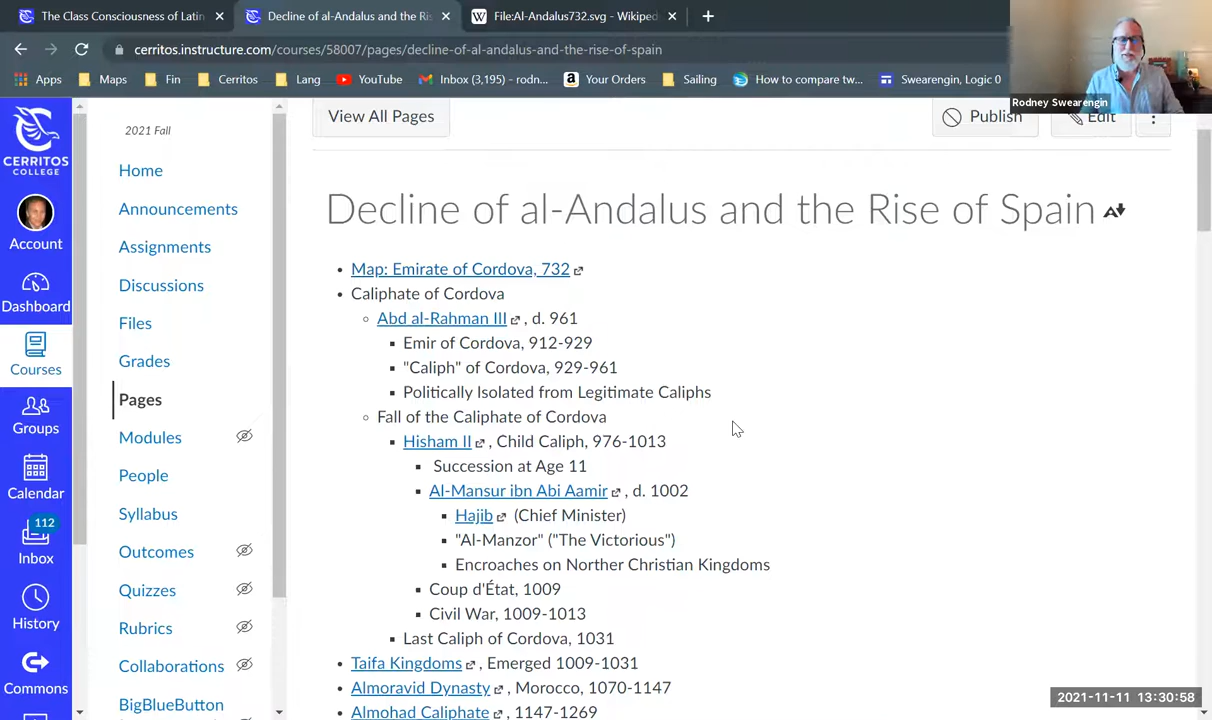 The Class Consciousness of Latin
Decline of al-Andalus and the Ris
File:Al-Andalus732.svg - Wikiped
cerritos.instructure.com/courses/58007/pages/decline-of-al-andalus-and-the-rise-of-spain
Apps Maps Fin Cerritos Lang YouTube Inbox (3,195) - rodn... Your Orders Sailing How to compare tw... Swearengin, Logic 0
Rodney Swearengin
CERRITOS
COLLEGE
Account
Dashboard
Courses
Groups
Calendar
112
Inbox
History
Commons
2021 Fall
Home
Announcements
Assignments
Discussions
Files
Grades
Pages
Modules
People
Syllabus
Outcomes
Quizzes
Rubrics
Collaborations
BigBlueButton
View All Pages
Publish
Edit
Decline of al-Andalus and the Rise of Spain
Map: Emirate of Cordova, 732
Caliphate of Cordova
Abd al-Rahman III , d. 961
Emir of Cordova, 912-929
"Caliph" of Cordova, 929-961
Politically Isolated from Legitimate Caliphs
Fall of the Caliphate of Cordova
Hisham II , Child Caliph, 976-1013
Succession at Age 11
Al-Mansur ibn Abi Aamir , d. 1002
Hajib (Chief Minister)
"Al-Manzor" ("The Victorious")
Encroaches on Norther Christian Kingdoms
Coup d'État, 1009
Civil War, 1009-1013
Last Caliph of Cordova, 1031
Taifa Kingdoms , Emerged 1009-1031
Almoravid Dynasty , Morocco, 1070-1147
Almohad Caliphate , 1147-1269
2021-11-11 13:30:58